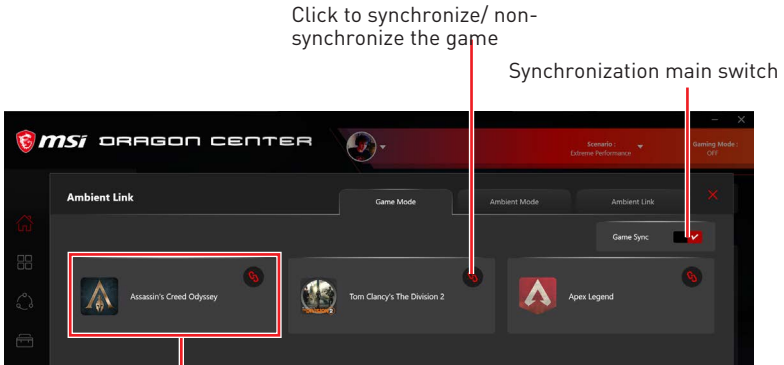 Click to synchronize/ non-
synchronize the game
Synchronization main switch
msi DRAGON CENTER
Scenario :
Extreme Performance
Gaming Mode :
OFF
Ambient Link
Game Mode
Ambient Mode
Ambient Link
Game Sync
Assassin's Creed Odyssey
Tom Clancy's The Division 2
Apex Legend